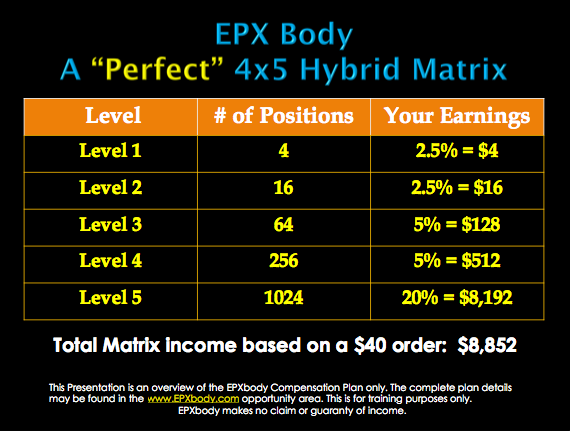 EPX Body
A “Perfect” 4x5 Hybrid Matrix
Level # of Positions Your Earnings
Level 1 4 2.5% = $4
Level 2 16 2.5% = $16
Level 3 64 5% = $128
Level 4 256 5% = $512
Level 5 1024 20% = $8,192
Total Matrix income based on a $40 order: $8,852
This Presentation is an overview of the EPXbody Compensation Plan only. The complete plan details
may be found in the www.EPXbody.com opportunity area. This is for training purposes only.
EPXbody makes no claim or guaranty of income.